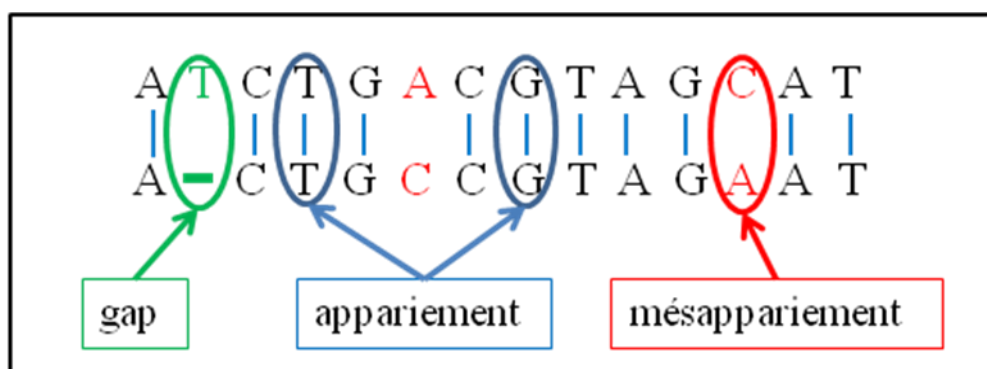 A T C T G A C G T A G C A T
A – C T G C C G T A G A A T
gap appariement mésappariement